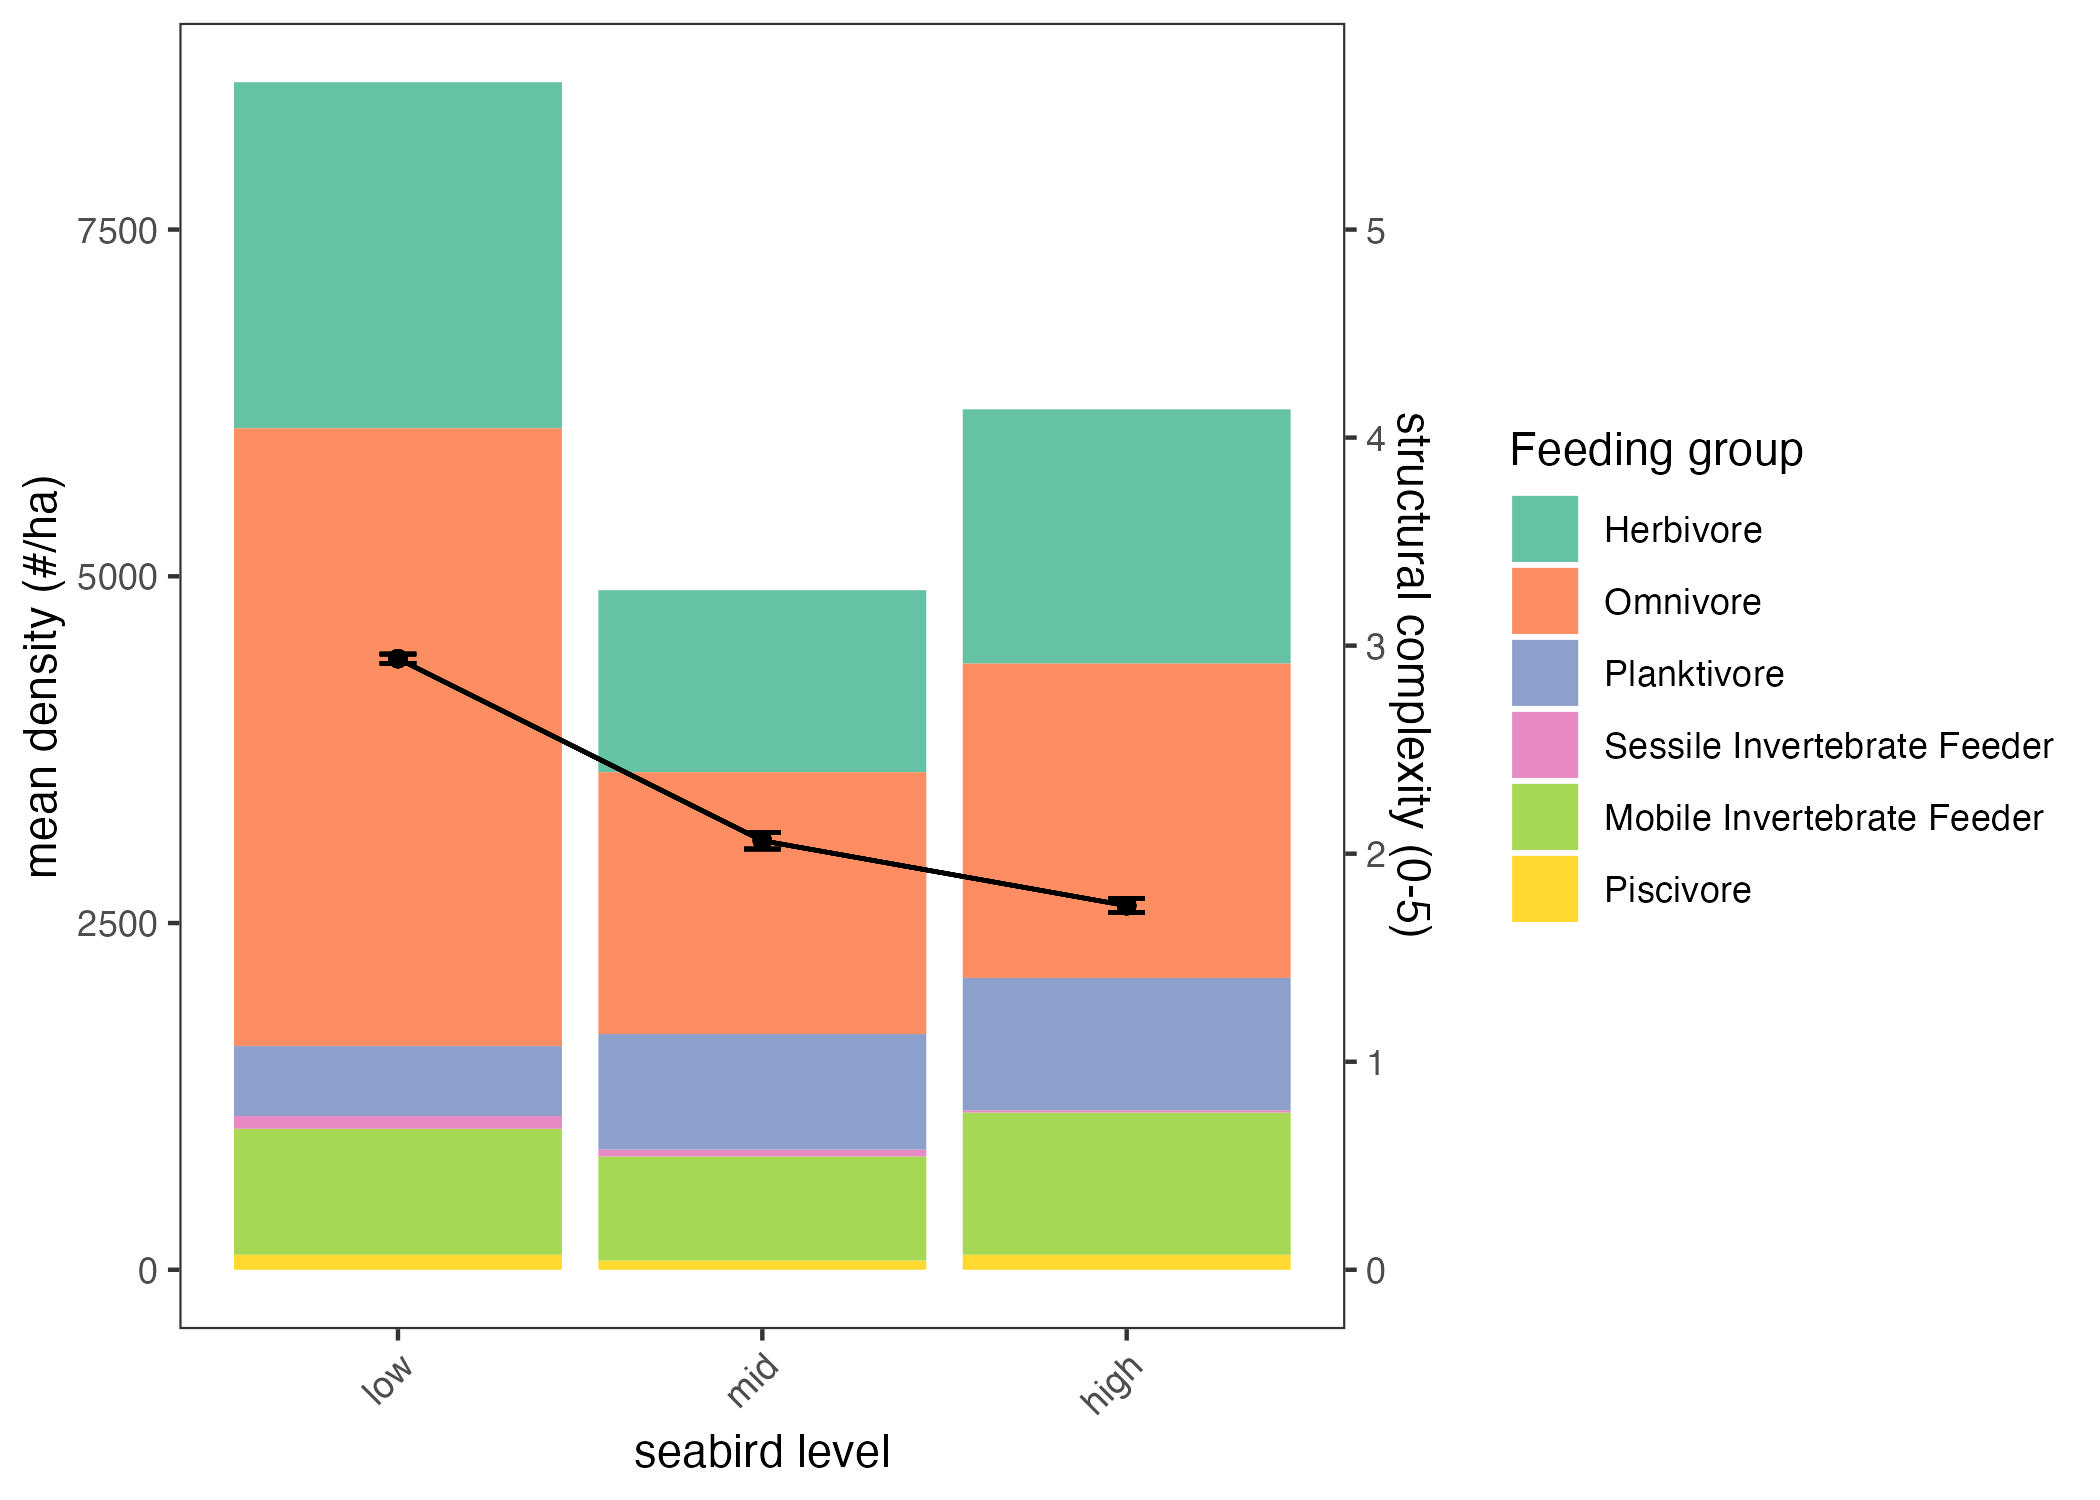 mean density (#/ha)
7500
5000
2500
0
5
4
3
2
1
0
structural complexity (0-5)
low
mid
high
seabird level
Feeding group
Herbivore
Omnivore
Planktivore
Sessile Invertebrate Feeder
Mobile Invertebrate Feeder
Piscivore